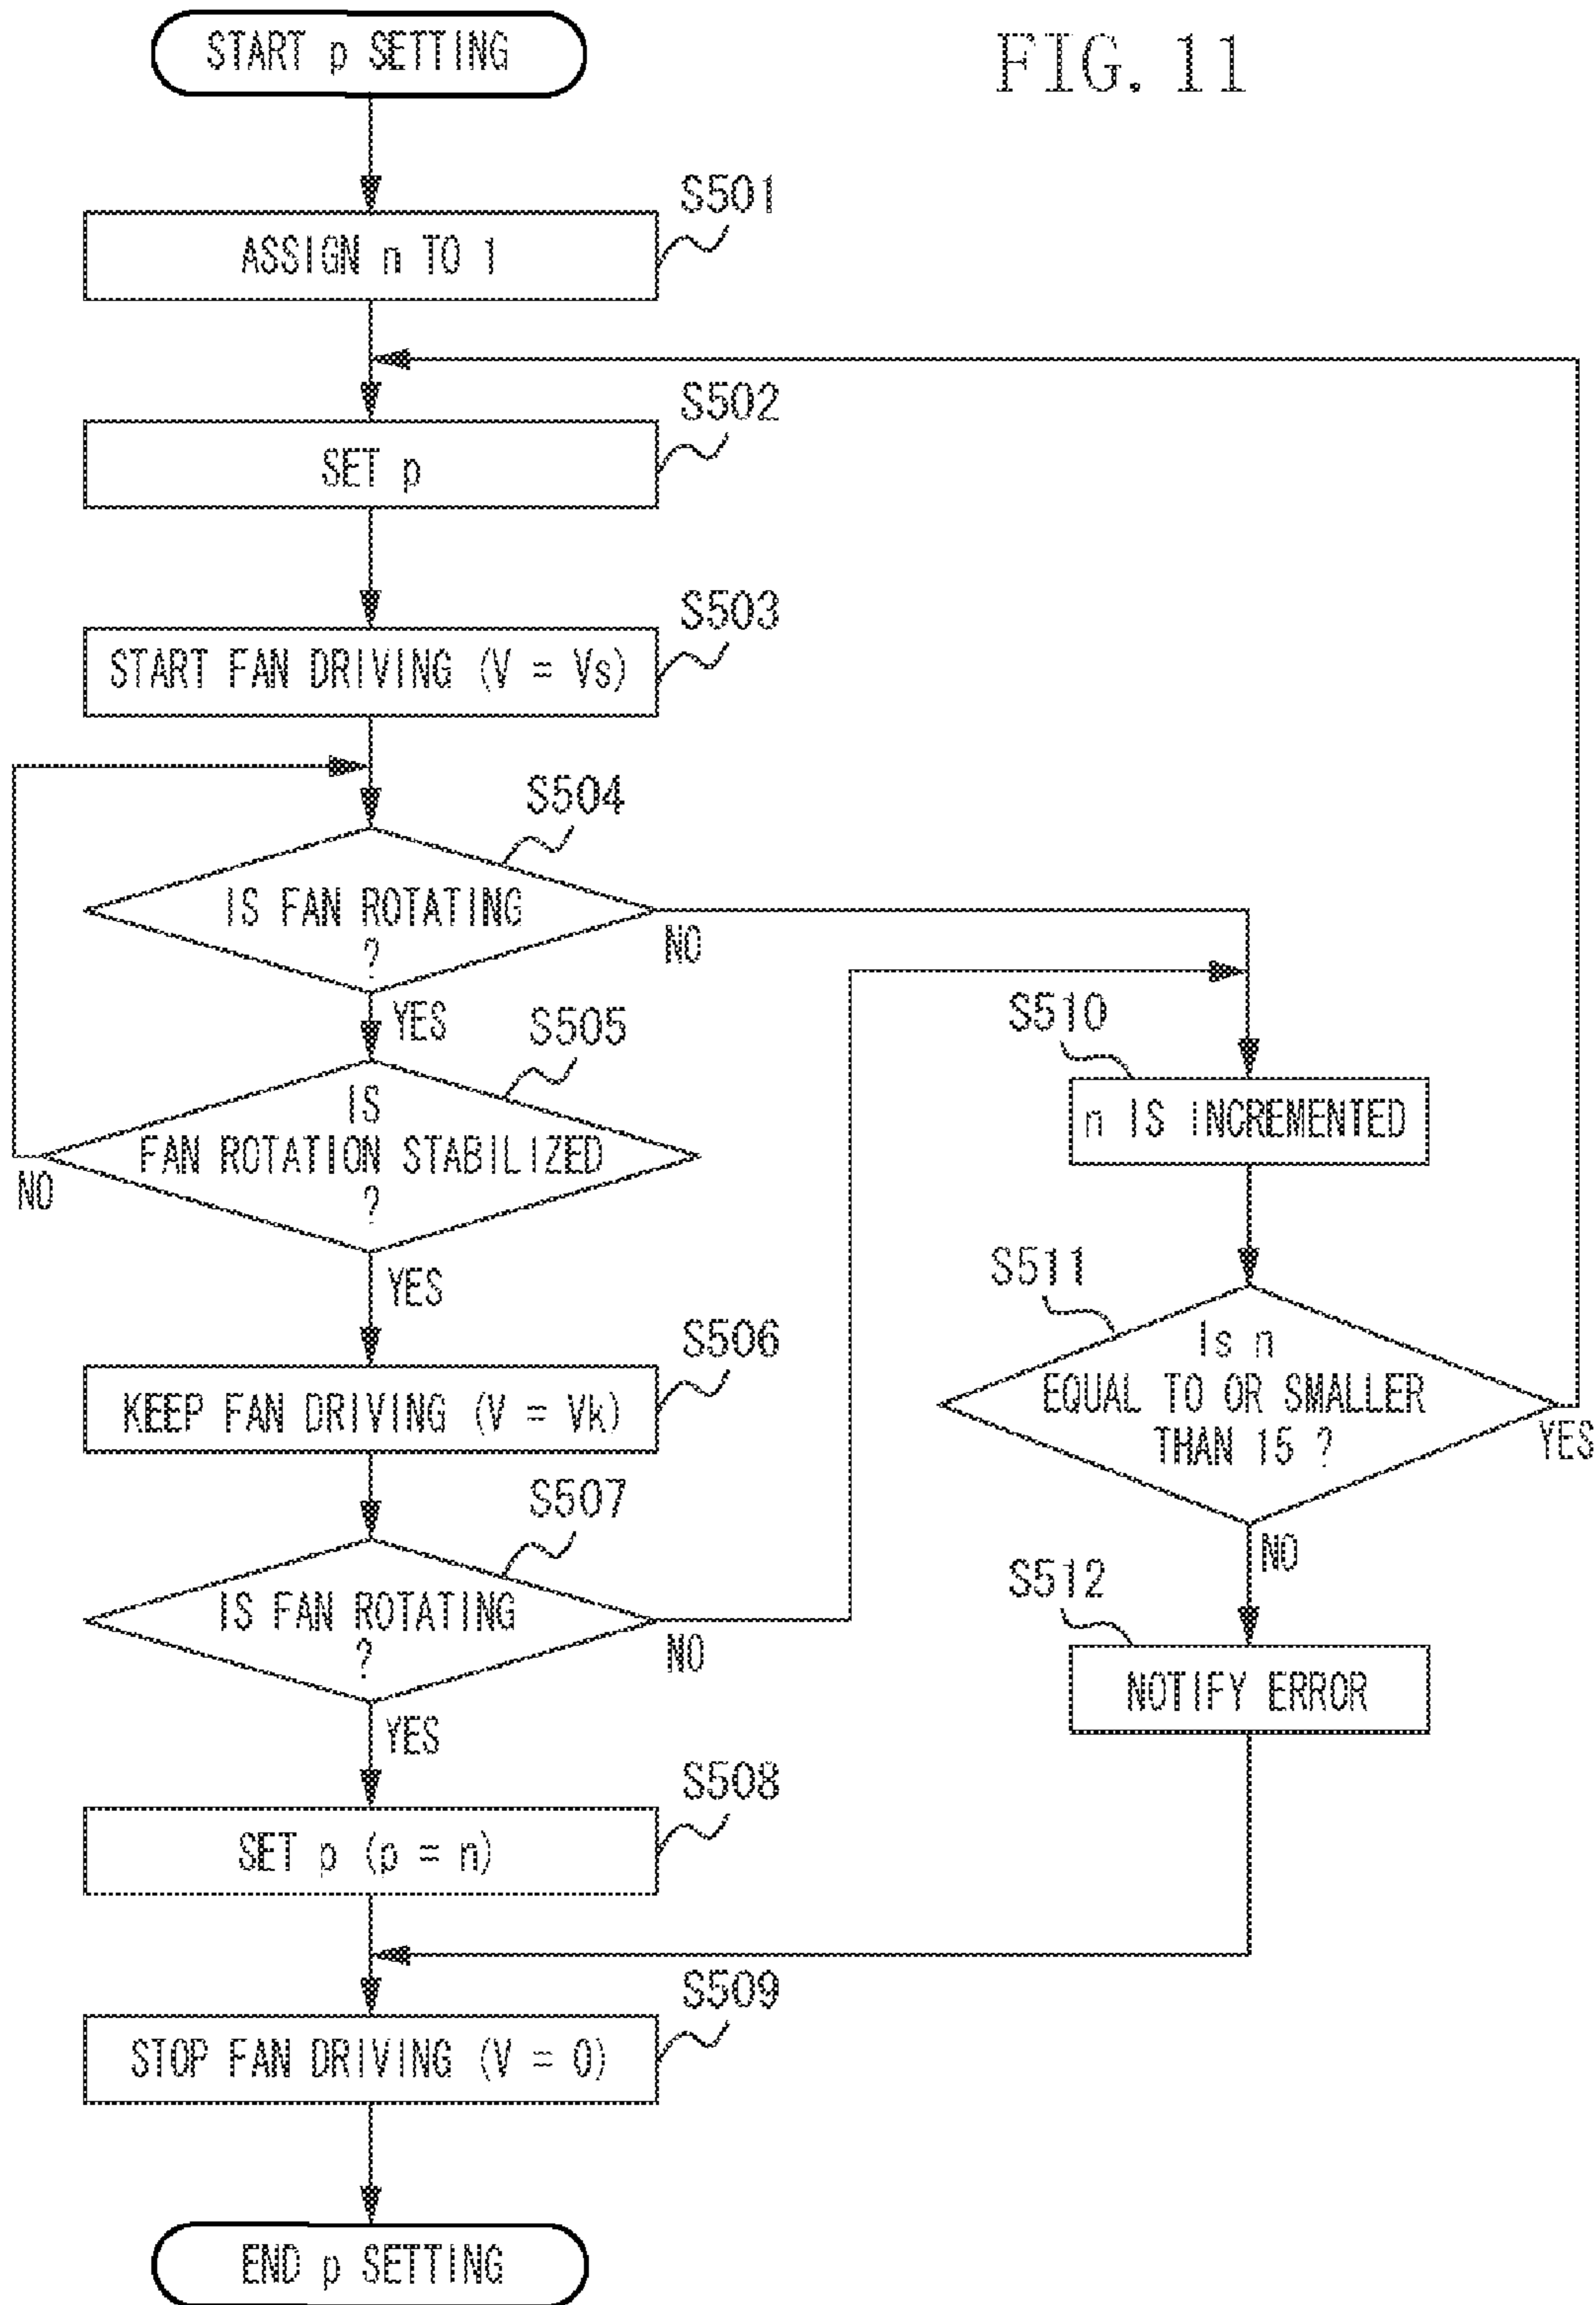 START p SETTING
FIG. 11
S501
ASSIGN n TO 1
S502
SET p
S503
START FAN DRIVING (V = Vs)
S504
IS FAN ROTATING
?
NO
YES
S505
IS
FAN ROTATION STABILIZED
?
NO
YES
S510
n IS INCREMENTED
S511
Is n
EQUAL TO OR SMALLER
THAN 15 ?
YES
NO
S506
KEEP FAN DRIVING (V = Vk)
S507
IS FAN ROTATING
?
NO
YES
S512
NOTIFY ERROR
S508
SET p (p = n)
S509
STOP FAN DRIVING (V = 0)
END p SETTING